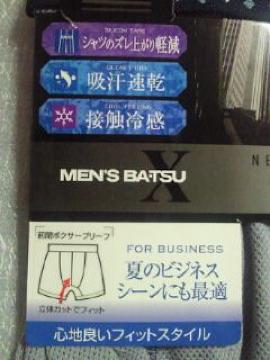 SILICON TAPE
シャツのズレ上がり軽減
QUICKLY DRY
吸汗速乾
COOL FEELING
接触冷感
MEN'S BA-TSU
X
前開ボクサーブリーフ
立体カットでフィット
FOR BUSINESS
夏のビジネス
シーンにも最適
心地良いフィットスタイル